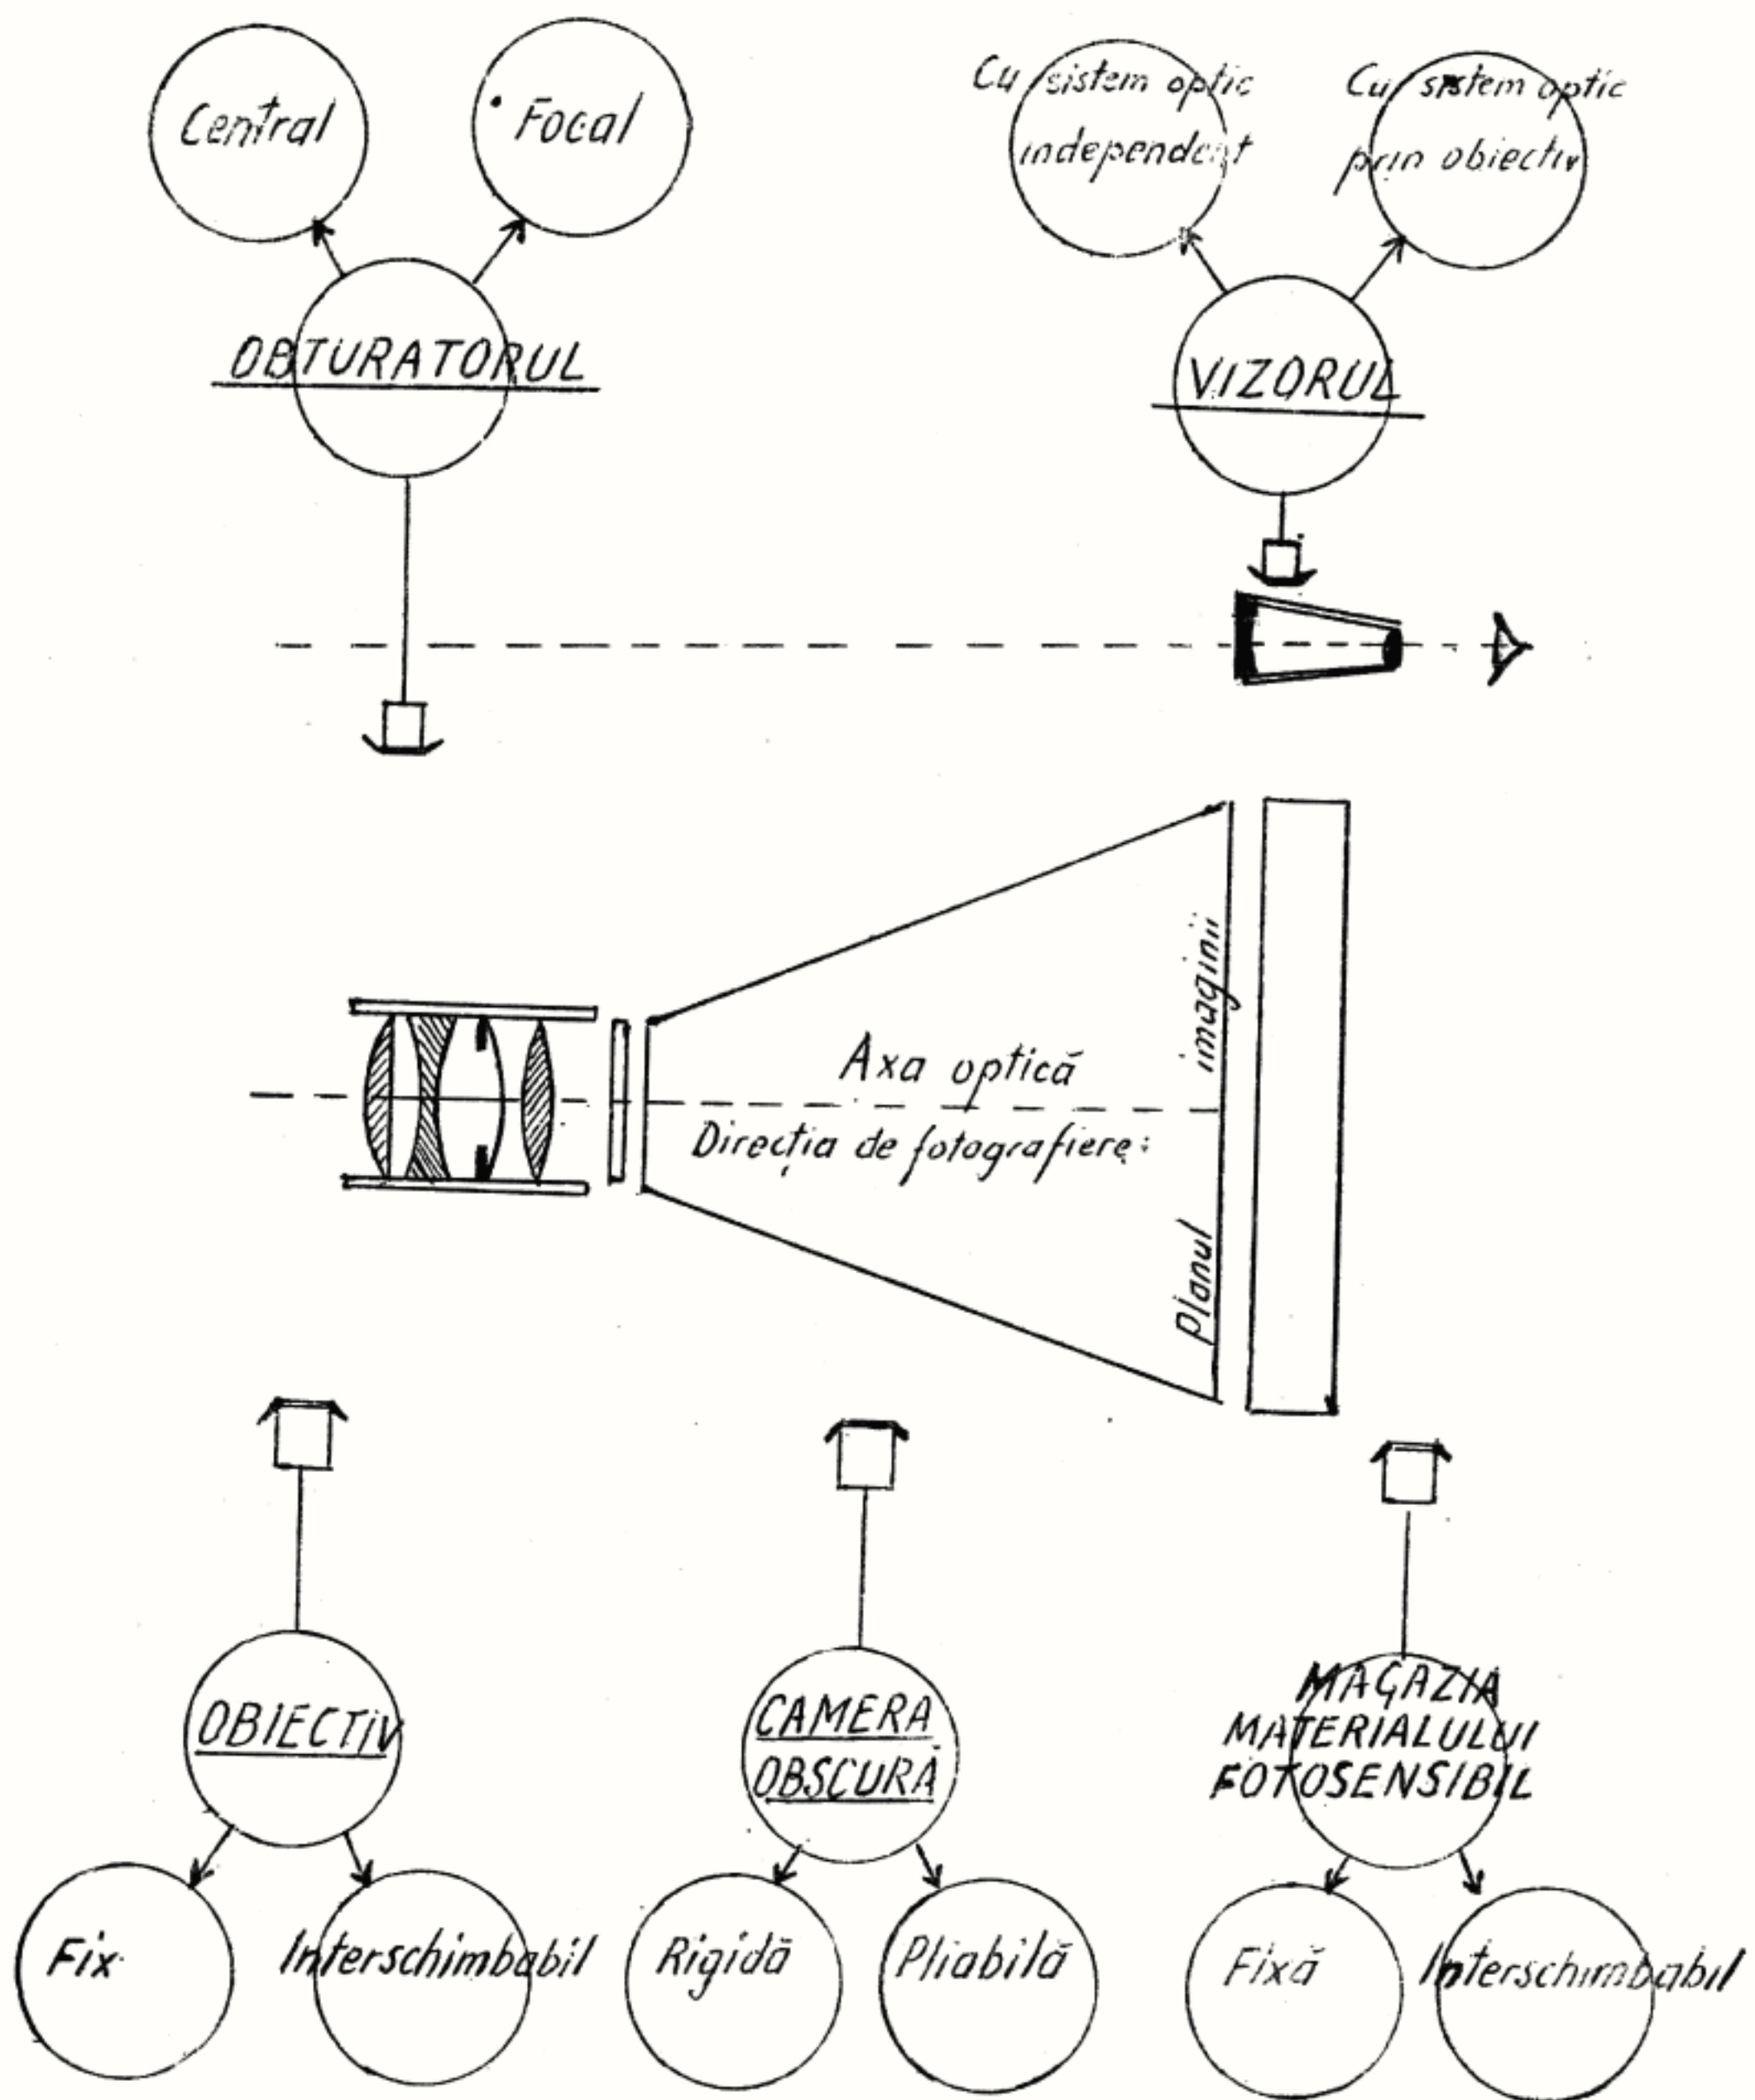 Central
Focal
Cu sistem optic
independent
Cu sistem optic
prin obiectiv
OBTURATORUL
VIZORUL
Axa optică
Direcția de fotografiere:
Planul imaginii
OBIECTIV
CAMERA
OBSCURĂ
MAGAZIA
MATERIALULUI
FOTOSENSIBIL
Fix
Interschimbabil
Rigidă
Pliabilă
Fixă
Interschimbabil